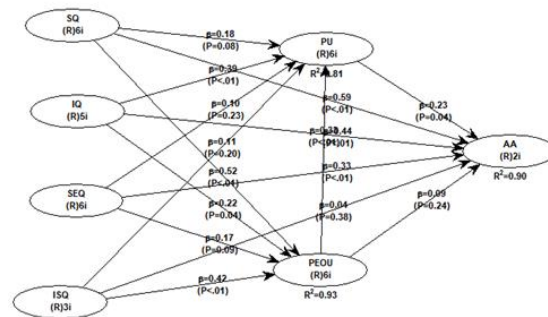 SQ
(R)6i
β=0.18
(P=0.08)
PU
(R)6i
R²=0.81
β=0.39
(P<.01)
β=0.59
(P<.01)
β=0.23
(P=0.04)
IQ
(R)5i
β=0.10
(P=0.23)
β=0.44
(P<.01)
AA
(R)2i
R²=0.90
β=0.11
(P=0.20)
β=0.33
(P<.01)
β=0.52
(P<.01)
SEQ
(R)6i
β=0.22
(P=0.04)
β=0.04
(P=0.38)
β=0.09
(P=0.24)
β=0.17
(P=0.09)
PEOU
(R)6i
R²=0.93
ISQ
(R)3i
β=0.42
(P<.01)